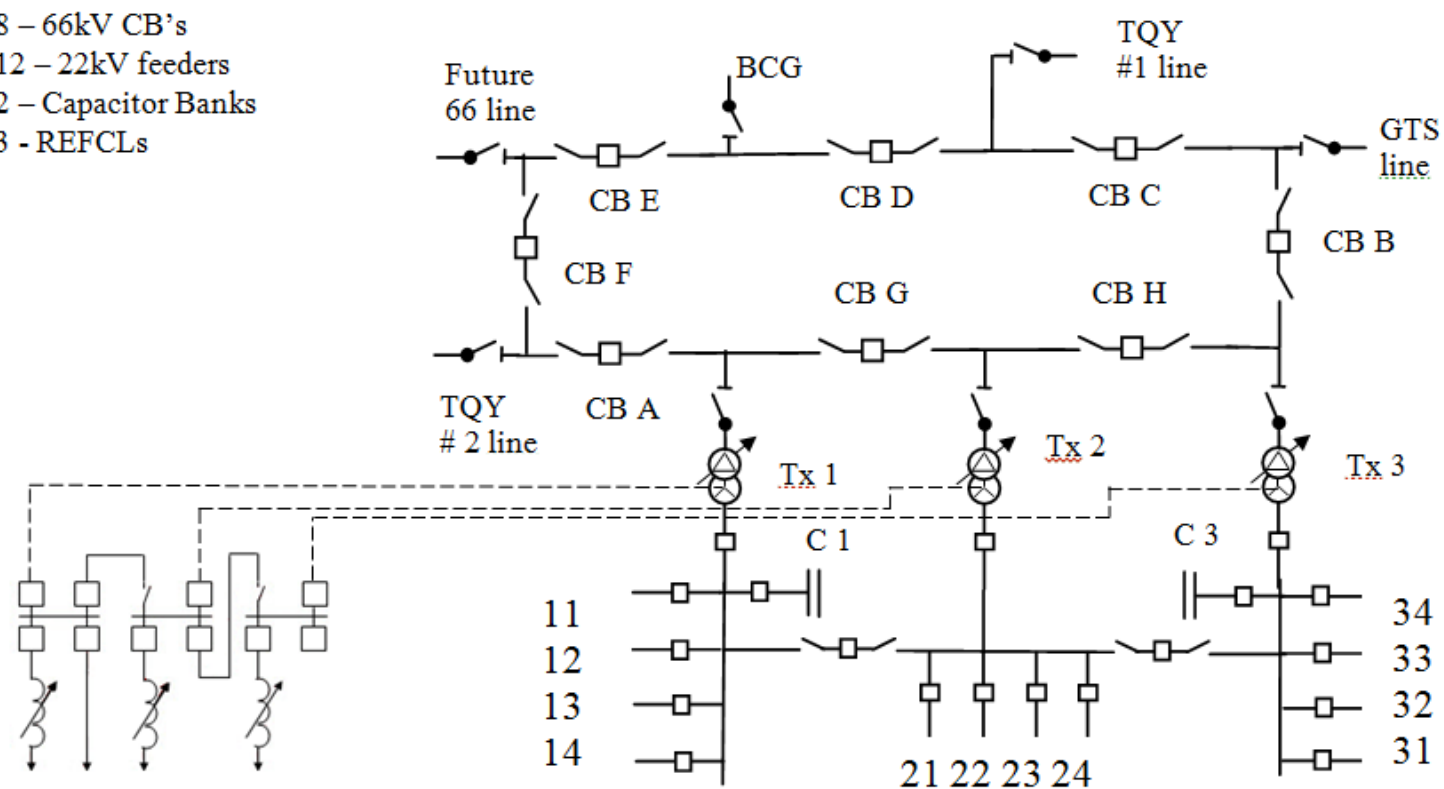 8 – 66kV CB’s
12 – 22kV feeders
2 – Capacitor Banks
3 - REFCLs
Future
66 line
BCG
TQY
#1 line
GTS
line
CB E
CB D
CB C
CB B
CB F
CB G
CB H
TQY
# 2 line
CB A
Tx 1
Tx 2
Tx 3
C 1
C 3
11
12
13
14
21 22 23 24
34
33
32
31